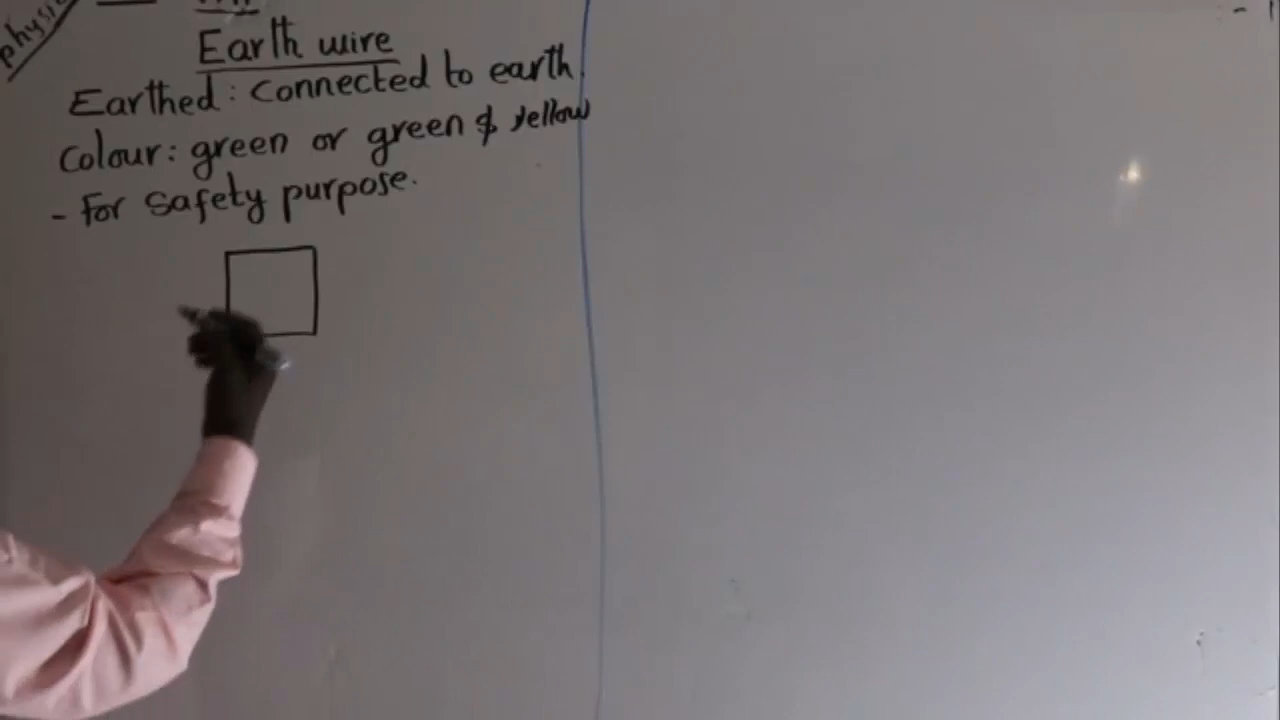 Earth wire
Earthed: Connected to earth
Colour: green or green & yellow
- For Safety purpose.